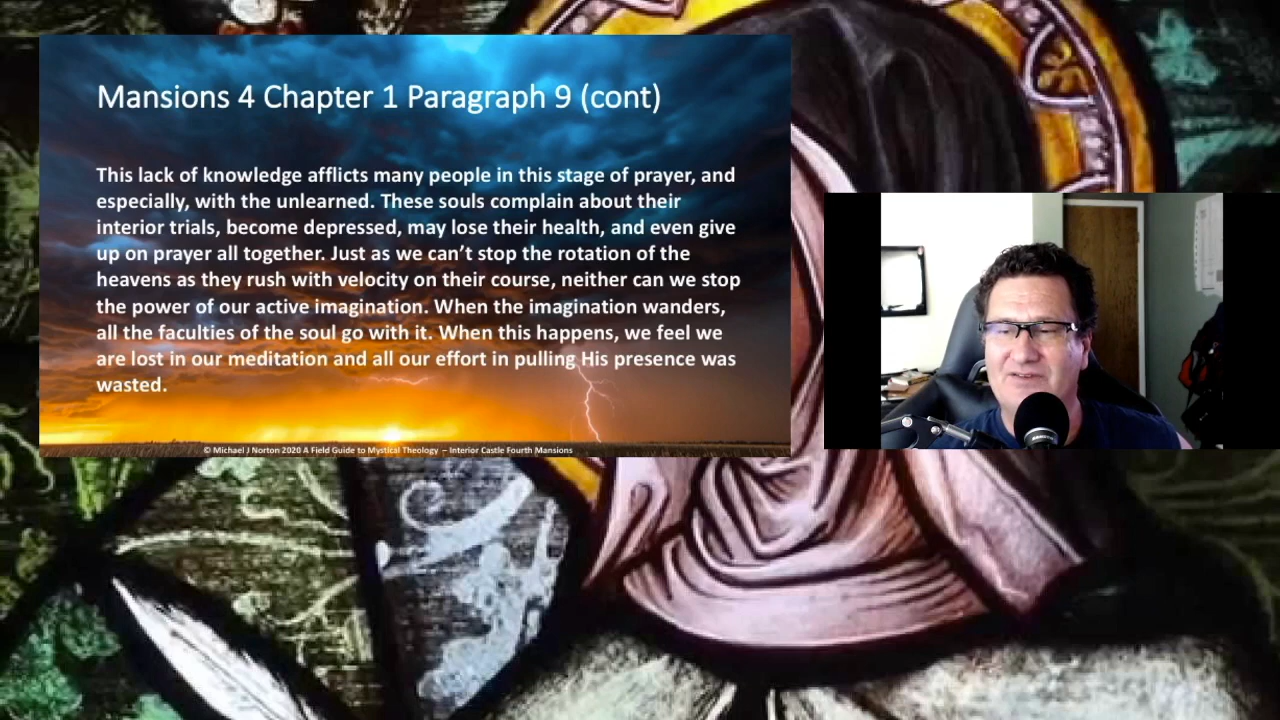 Mansions 4 Chapter 1 Paragraph 9 (cont)
This lack of knowledge afflicts many people in this stage of prayer, and
especially, with the unlearned. These souls complain about their
interior trials, become depressed, may lose their health, and even give
up on prayer all together. Just as we can’t stop the rotation of the
heavens as they rush with velocity on their course, neither can we stop
the power of our active imagination. When the imagination wanders,
all the faculties of the soul go with it. When this happens, we feel we
are lost in our meditation and all our effort in pulling His presence was
wasted.
© Michael J Norton 2020 A Field Guide to Mystical Theology – Interior Castle Fourth Mansions